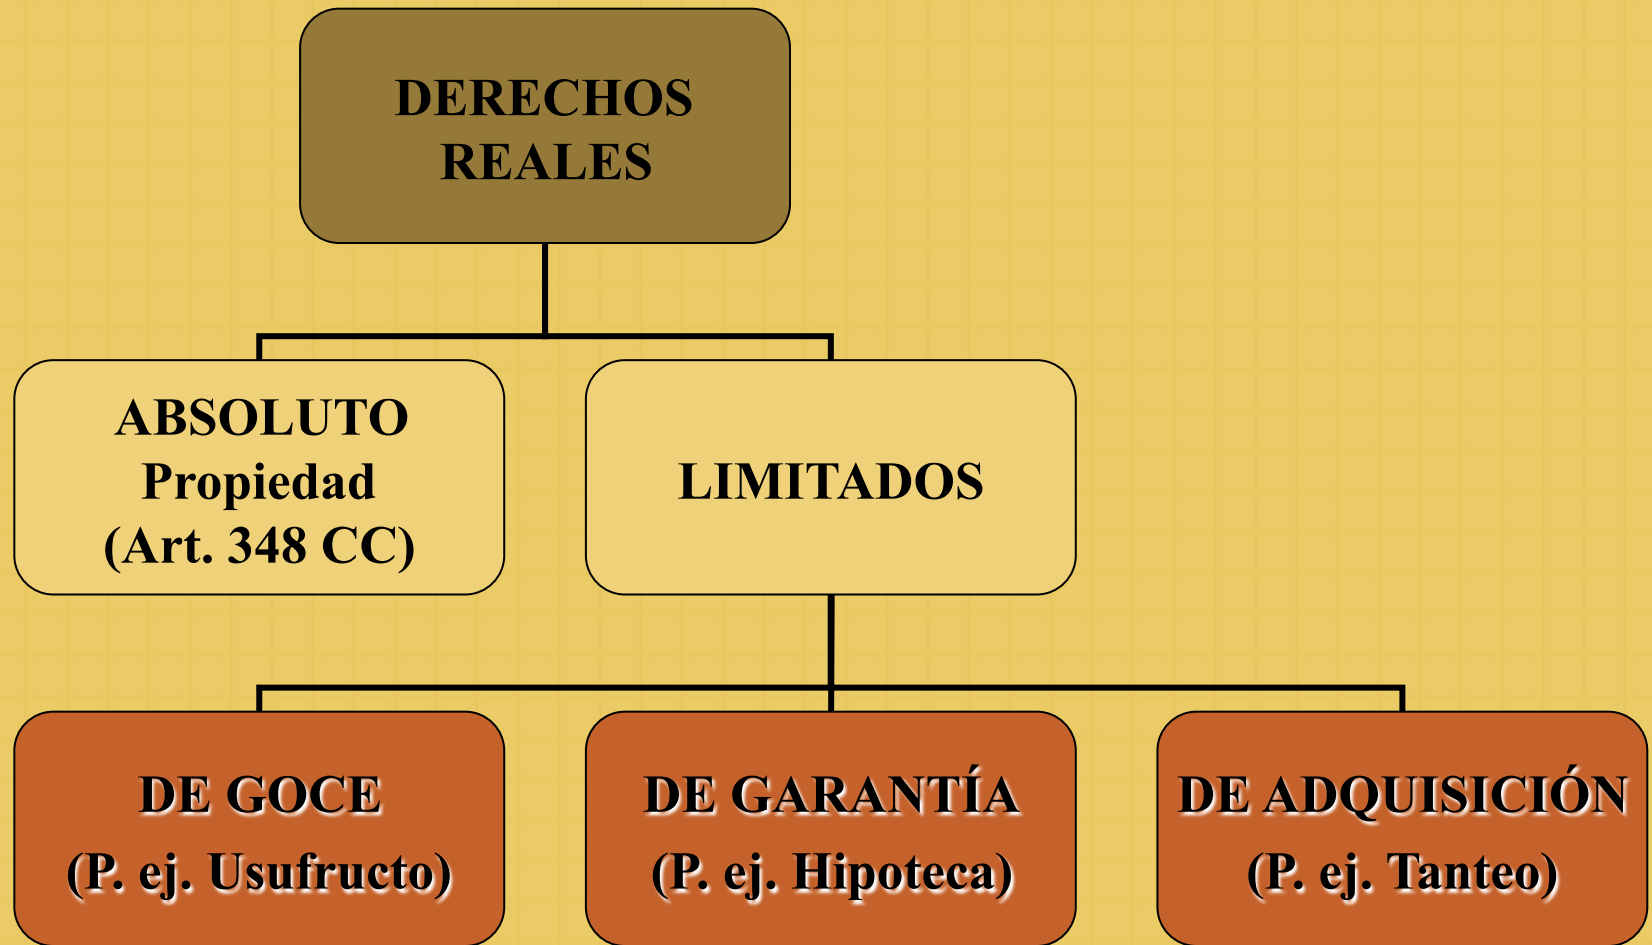 DERECHOS
REALES
ABSOLUTO
Propiedad
(Art. 348 CC)
LIMITADOS
DE GOCE
(P. ej. Usufructo)
DE GARANTÍA
(P. ej. Hipoteca)
DE ADQUISICIÓN
(P. ej. Tanteo)